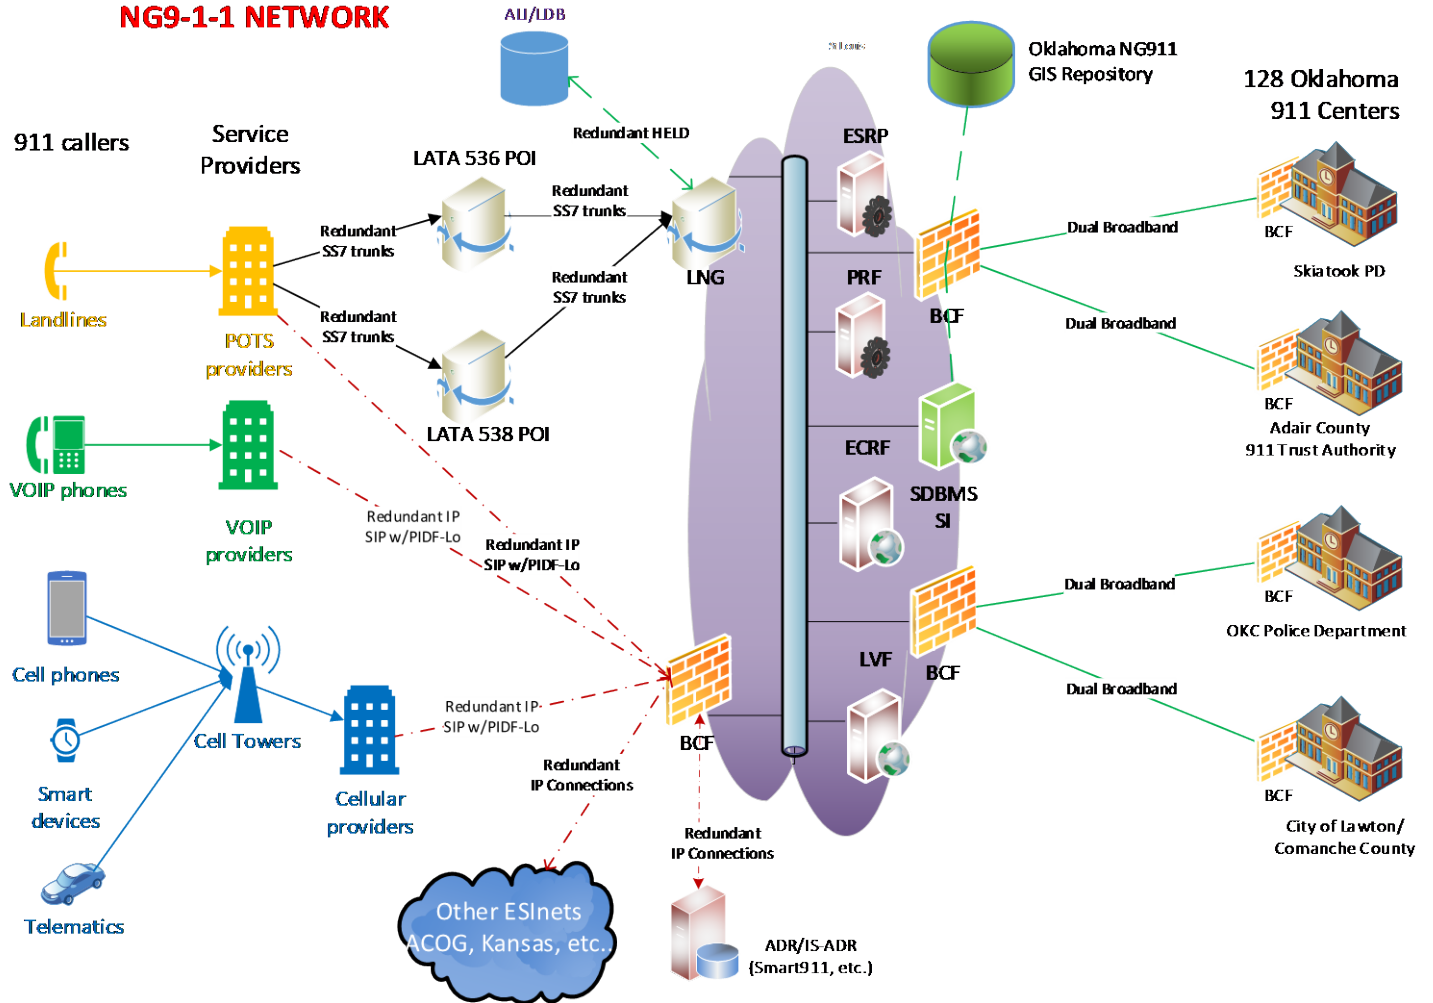 NG9-1-1 NETWORK
ALI/LDB
Oklahoma NG911
GIS Repository
128 Oklahoma
911 Centers
911 callers
Service
Providers
LATA 536 POI
Redundant HELD
ESRP
Redundant
SS7 trunks
Redundant
SS7 trunks
Dual Broadband
BCF
Skiatook PD
Landlines
POTS
providers
Redundant
SS7 trunks
Redundant
SS7 trunks
LNG
PRF
BCF
Dual Broadband
BCF
Adair County
911 Trust Authority
LATA 538 POI
ECRF
VOIP phones
VOIP
providers
Redundant IP
SIP w/PIDF-Lo
Redundant IP
SIP w/PIDF-Lo
SDBMS
SI
Dual Broadband
BCF
OKC Police Department
Cell phones
Cell Towers
Redundant IP
SIP w/PIDF-Lo
BCF
LVF
BCF
Dual Broadband
BCF
City of Lawton/
Comanche County
Smart
devices
Cellular
providers
Redundant
IP Connections
Redundant
IP Connections
Telematics
Other ESInets
ACOG, Kansas, etc..
ADR/IS-ADR
(Smart911, etc.)